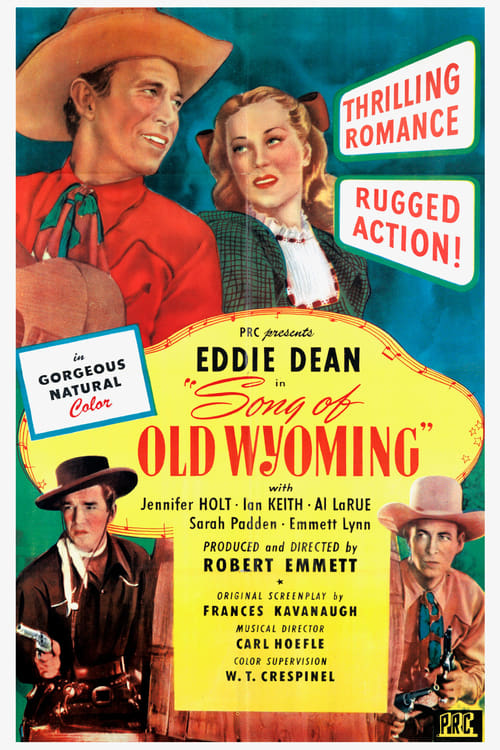 THRILLING
ROMANCE
RUGGED
ACTION!
PRC presents
EDDIE DEAN
in
GORGEOUS
NATURAL
Color
in
"Song of
OLD WYOMING"
with
Jennifer HOLT · Ian KEITH · Al LaRUE
Sarah Padden · Emmett Lynn
PRODUCED and DIRECTED by
ROBERT EMMETT
ORIGINAL SCREENPLAY by
FRANCES KAVANAUGH
MUSICAL DIRECTOR
CARL HOEFLE
COLOR SUPERVISION
W. T. CRESPINEL
P.R.C.